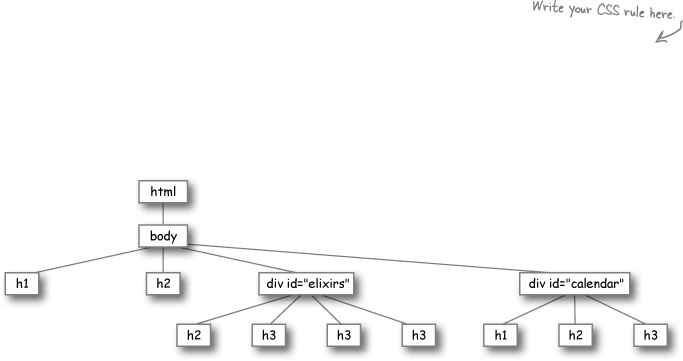 Write your CSS rule here.
html
body
h1
h2
div id="elixirs"
div id="calendar"
h2
h3
h3
h3
h1
h2
h3